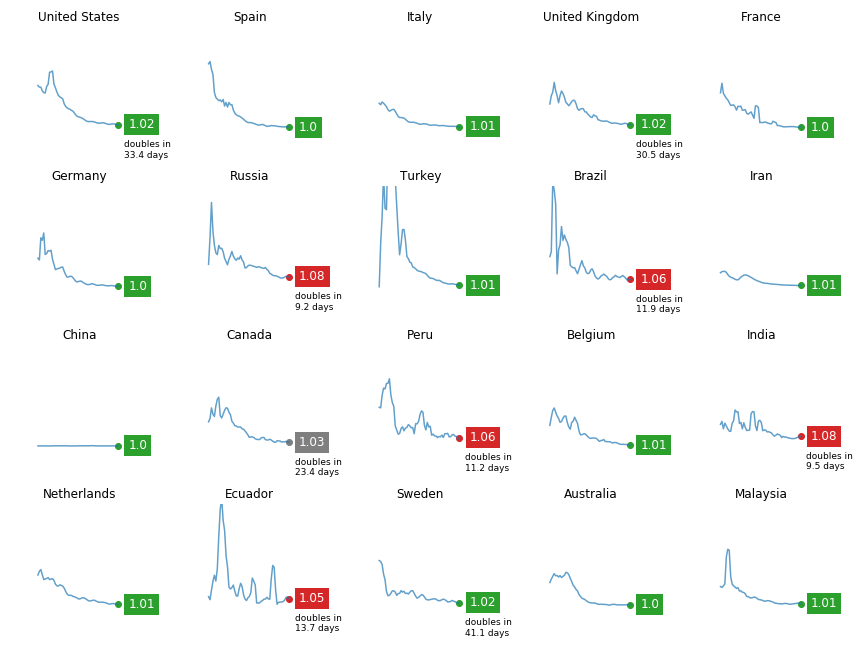 United States
Spain
Italy
United Kingdom
France
1.02
doubles in
33.4 days
1.0
1.01
1.02
doubles in
30.5 days
1.0
Germany
Russia
Turkey
Brazil
Iran
1.0
1.08
doubles in
9.2 days
1.01
1.06
doubles in
11.9 days
1.01
China
Canada
Peru
Belgium
India
1.0
1.03
doubles in
23.4 days
1.06
doubles in
11.2 days
1.01
1.08
doubles in
9.5 days
Netherlands
Ecuador
Sweden
Australia
Malaysia
1.01
1.05
doubles in
13.7 days
1.02
doubles in
41.1 days
1.0
1.01